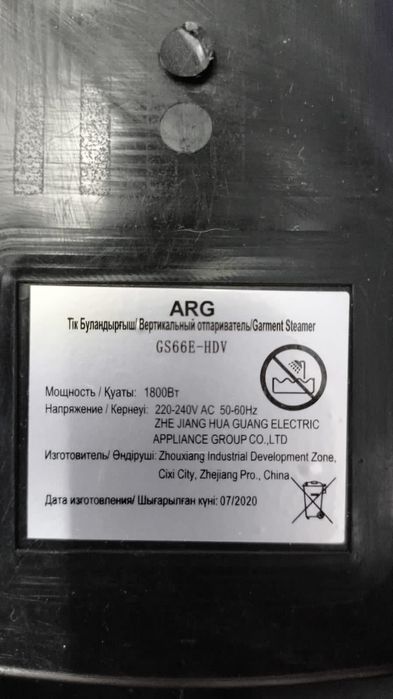 ARG
Тік Буландырғыш/ Вертикальный отпариватель/Garment Steamer
GS66E-HDV
Мощность / Қуаты: 1800Вт
Напряжение / Кернеуі: 220-240V AC 50-60Hz
ZHE JIANG HUA GUANG ELECTRIC
APPLIANCE GROUP CO.,LTD
Изготовитель/ Өндіруші: Zhouxiang Industrial Development Zone,
Cixi City, Zhejiang Pro., China
Дата изготовления/ Шығарылған күні: 07/2020